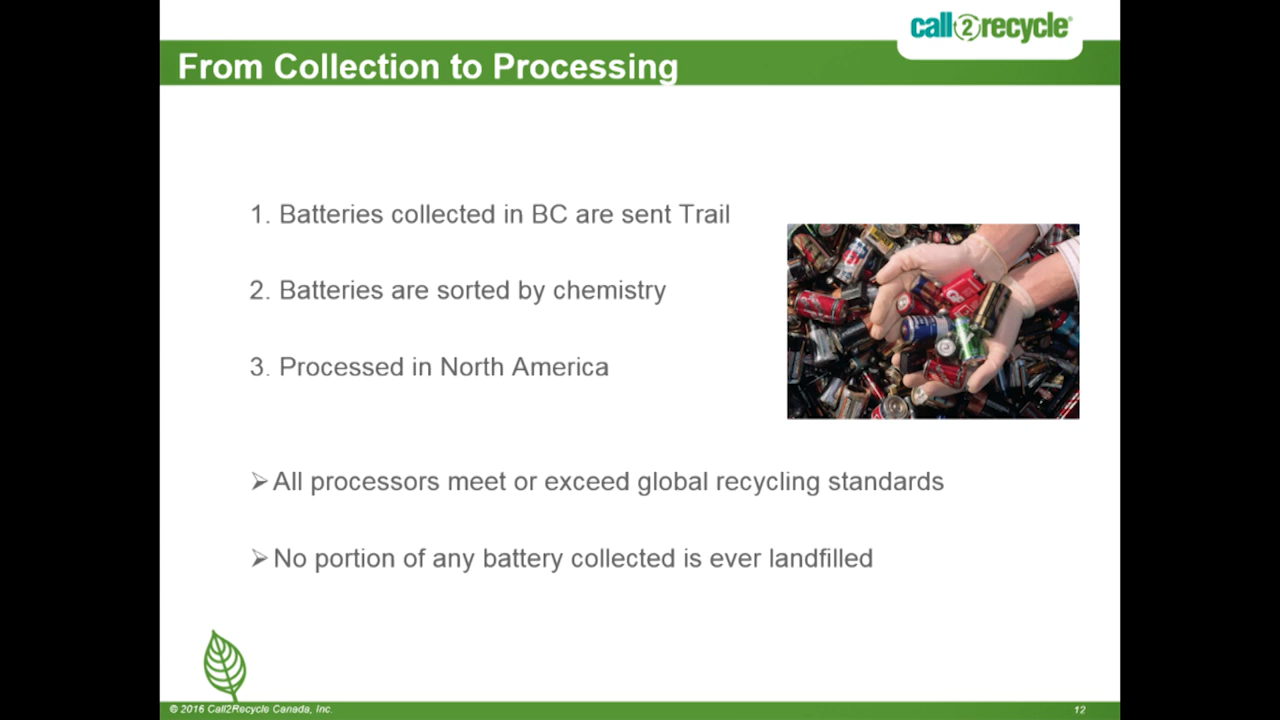 call2recycle®
From Collection to Processing
1. Batteries collected in BC are sent Trail
2. Batteries are sorted by chemistry
3. Processed in North America
➢All processors meet or exceed global recycling standards
➢No portion of any battery collected is ever landfilled
© 2016 Call2Recycle Canada, Inc.
12